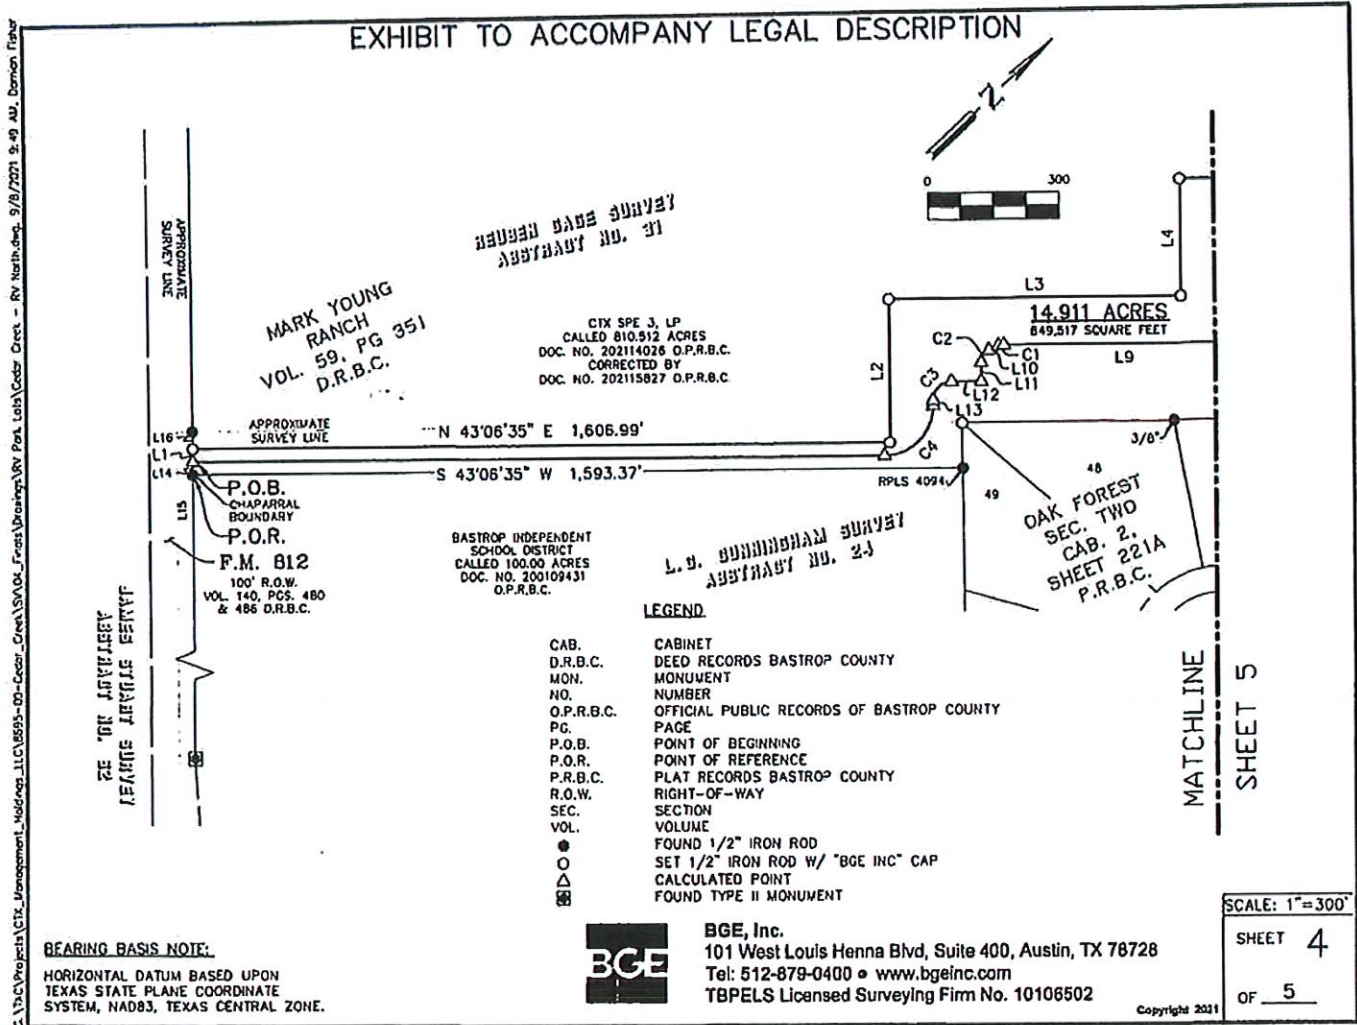 EXHIBIT TO ACCOMPANY LEGAL DESCRIPTION
Z
0 300
REUBEN GAGE SURVEY
ABSTRACT NO. 31
APPROXIMATE
SURVEY LINE
MARK YOUNG
RANCH
VOL. 59, PG 351
D.R.B.C.
CTX SPE 3, LP
CALLED 810.512 ACRES
DOC. NO. 202114026 O.P.R.B.C.
CORRECTED BY
DOC. NO. 202115827 O.P.R.B.C.
L4
L3
14.911 ACRES
649,517 SQUARE FEET
C2
C1
L10
L9
L11
L2
C3
L12
L13
C4
3/8"
L16
APPROXIMATE
SURVEY LINE
N 43°06'35" E 1,606.99'
L1
L14
S 43°06'35" W 1,593.37'
RPLS 4094
48
49
P.O.B.
CHAPARRAL
BOUNDARY
P.O.R.
L15
F.M. 812
100' R.O.W.
VOL. 140, PGS. 480
& 486 D.R.B.C.
BASTROP INDEPENDENT
SCHOOL DISTRICT
CALLED 100.00 ACRES
DOC. NO. 200109431
O.P.R.B.C.
L.G. CUNNINGHAM SURVEY
ABSTRACT NO. 24
OAK FOREST
SEC. TWO
CAB. 2,
SHEET 221A
P.R.B.C.
JAMES STUART SURVEY
LEGEND
CAB. CABINET
D.R.B.C. DEED RECORDS BASTROP COUNTY
MON. MONUMENT
NO. NUMBER
O.P.R.B.C. OFFICIAL PUBLIC RECORDS OF BASTROP COUNTY
PG. PAGE
P.O.B. POINT OF BEGINNING
P.O.R. POINT OF REFERENCE
P.R.B.C. PLAT RECORDS BASTROP COUNTY
R.O.W. RIGHT-OF-WAY
SEC. SECTION
VOL. VOLUME
FOUND 1/2" IRON ROD
SET 1/2" IRON ROD W/ "BGE INC" CAP
CALCULATED POINT
FOUND TYPE II MONUMENT
MATCHLINE
SHEET 5
BEARING BASIS NOTE:
HORIZONTAL DATUM BASED UPON
TEXAS STATE PLANE COORDINATE
SYSTEM, NAD83, TEXAS CENTRAL ZONE.
BGE
BGE, Inc.
101 West Louis Henna Blvd, Suite 400, Austin, TX 78728
Tel: 512-879-0400 • www.bgeinc.com
TBPELS Licensed Surveying Firm No. 10106502
Copyright 2021
SCALE: 1"=300'
SHEET 4
OF 5